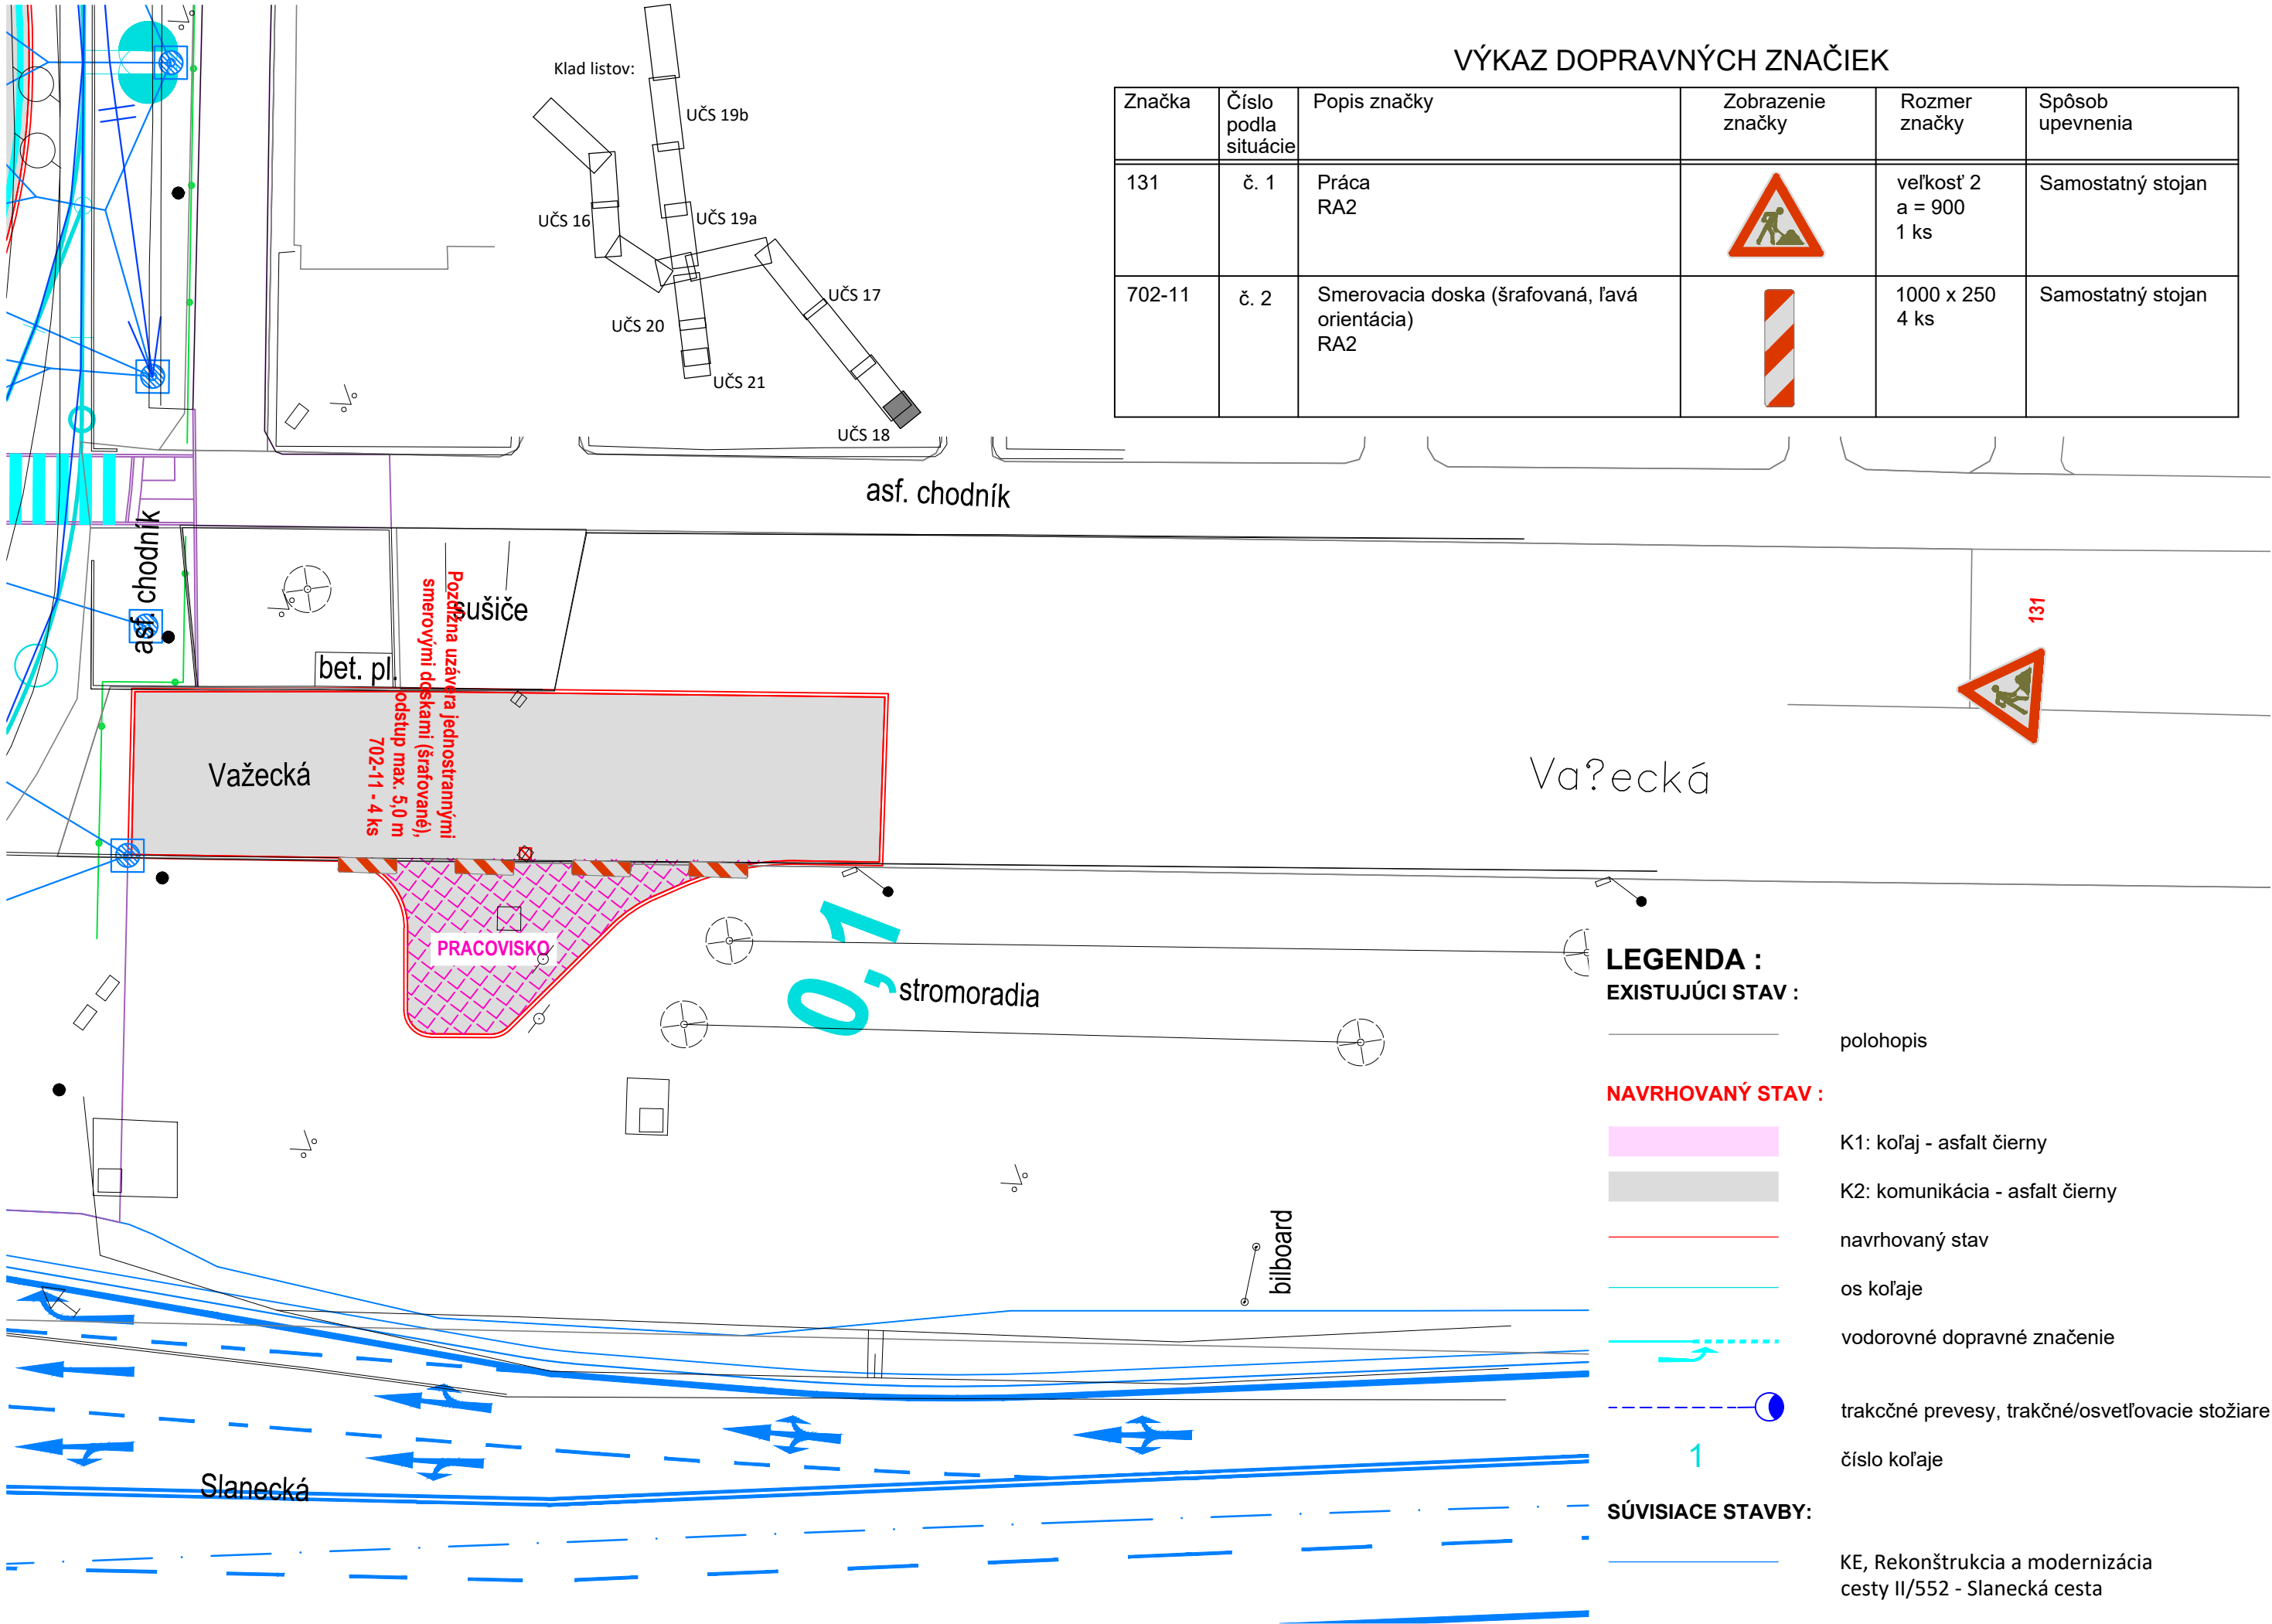 Klad listov:
UČS 19b
UČS 16
UČS 19a
UČS 17
UČS 20
UČS 21
UČS 18
VÝKAZ DOPRAVNÝCH ZNAČIEK
Značka
Číslo
podla
situácie
Popis značky
Zobrazenie
značky
Rozmer
značky
Spôsob
upevnenia
131
č. 1
Práca
RA2
veľkosť 2
a = 900
1 ks
Samostatný stojan
702-11
č. 2
Smerovacia doska (šrafovaná, ľavá
orientácia)
RA2
1000 x 250
4 ks
Samostatný stojan
asf. chodník
asf. chodník
sušiče
bet. pl.
Pozdĺžna uzávera jednostrannými
smerovými doskami (šrafované),
odstup max. 5,0 m
702-11 - 4 ks
131
Važecká
Va?ecká
PRACOVISKO
0,1
stromoradia
bilboard
Slanecká
LEGENDA :
EXISTUJÚCI STAV :
polohopis
NAVRHOVANÝ STAV :
K1: koľaj - asfalt čierny
K2: komunikácia - asfalt čierny
navrhovaný stav
os koľaje
vodorovné dopravné značenie
trakcčné prevesy, trakčné/osvetľovacie stožiare
1
číslo koľaje
SÚVISIACE STAVBY:
KE, Rekonštrukcia a modernizácia
cesty II/552 - Slanecká cesta